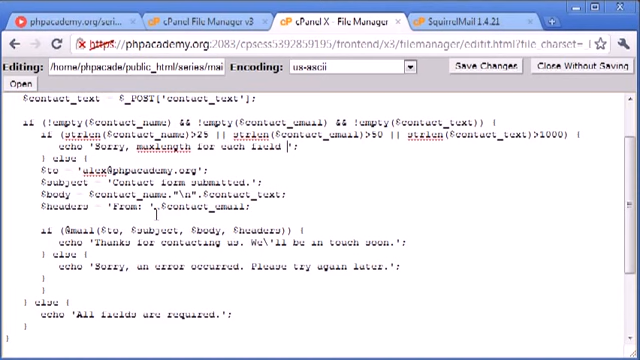 phpacademy.org/serie:
cPanel File Manager v3
cPanel X - File Manager
SquirrelMail 1.4.21
https://phpacademy.org:2083/cpsess5392859195/frontend/x3/filemanager/editit.html?file_charset=
Editing: /home/phpacade/public_html/series/mai Encoding: us-ascii Save Changes Close Without Saving
Open
$contact_text = $_POST['contact_text'];
if (!empty($contact_name) && !empty($contact_email) && !empty($contact_text)) {
if (strlen($contact_name)>25 || strlen($contact_email)>50 || strlen($contact_text)>1000) {
echo 'Sorry, maxlength for each field ';
} else {
$to = 'alex@phpacademy.org';
$subject = 'Contact form submitted.';
$body = $contact_name."\n".$contact_text;
$headers = 'From: '.$contact_email;
if (@mail($to, $subject, $body, $headers)) {
echo 'Thanks for contacting us. We\'ll be in touch soon.';
} else {
echo 'Sorry, an error occurred. Please try again later.';
}
}
} else {
echo 'All fields are required.';
}
}